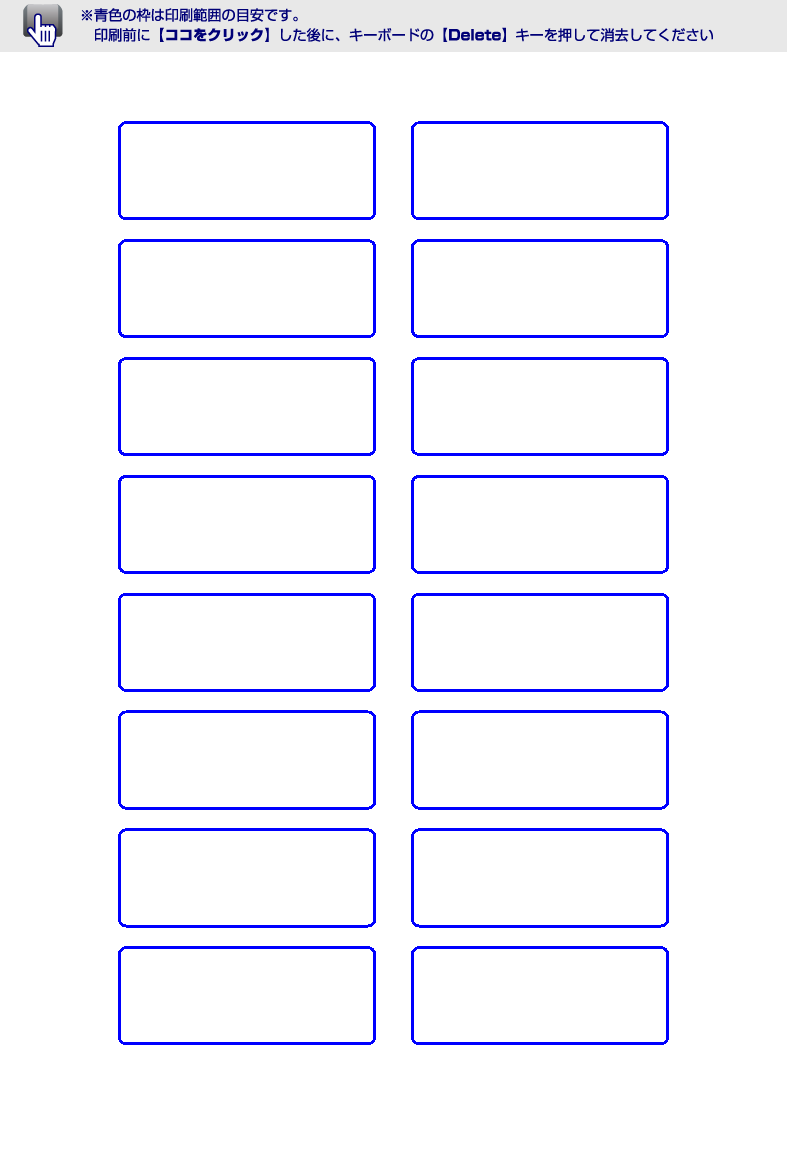 ※青色の枠は印刷範囲の目安です。
印刷前に【ココをクリック】した後に、キーボードの【Delete】キーを押して消去してください